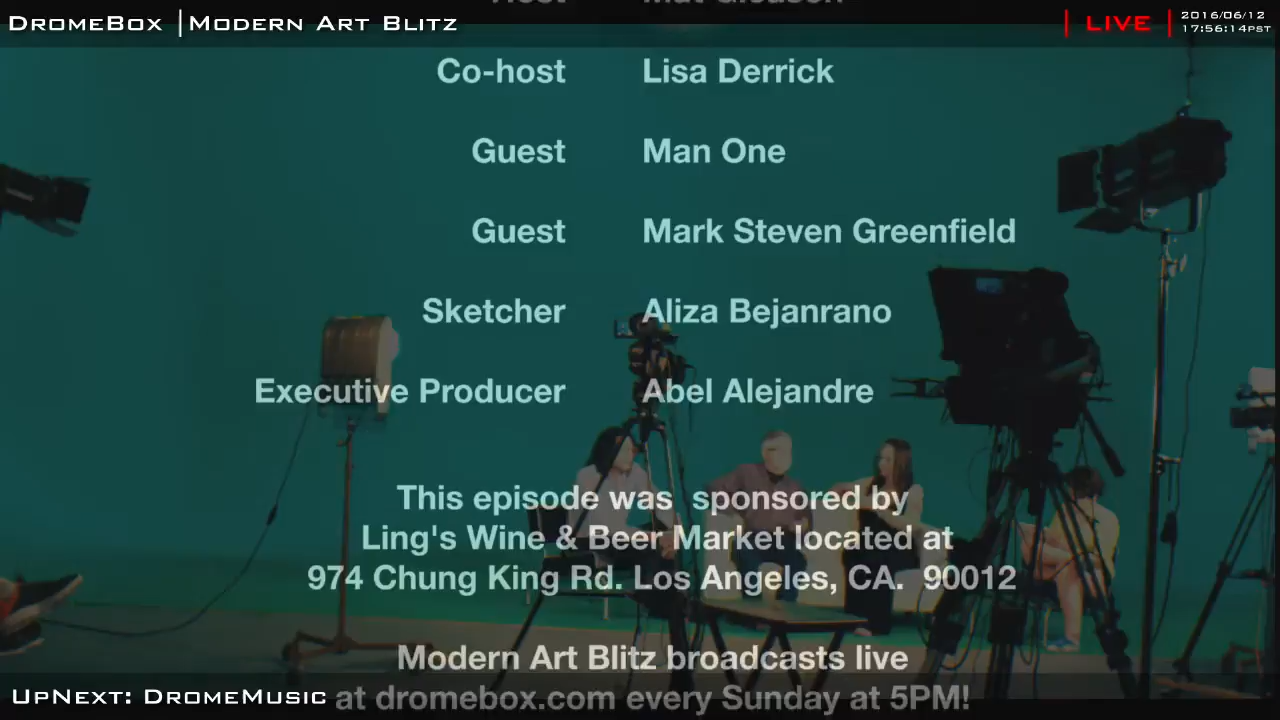 Host Mat Gleason
DROMEBOX | MODERN ART BLITZ
| LIVE |
2016/06/12
17:56:14PST
Co-host Lisa Derrick
Guest Man One
Guest Mark Steven Greenfield
Sketcher Aliza Bejanrano
Executive Producer Abel Alejandre
This episode was sponsored by
Ling's Wine & Beer Market located at
974 Chung King Rd. Los Angeles, CA. 90012
Modern Art Blitz broadcasts live
UPNEXT: DROMEMUSIC
at dromebox.com every Sunday at 5PM!